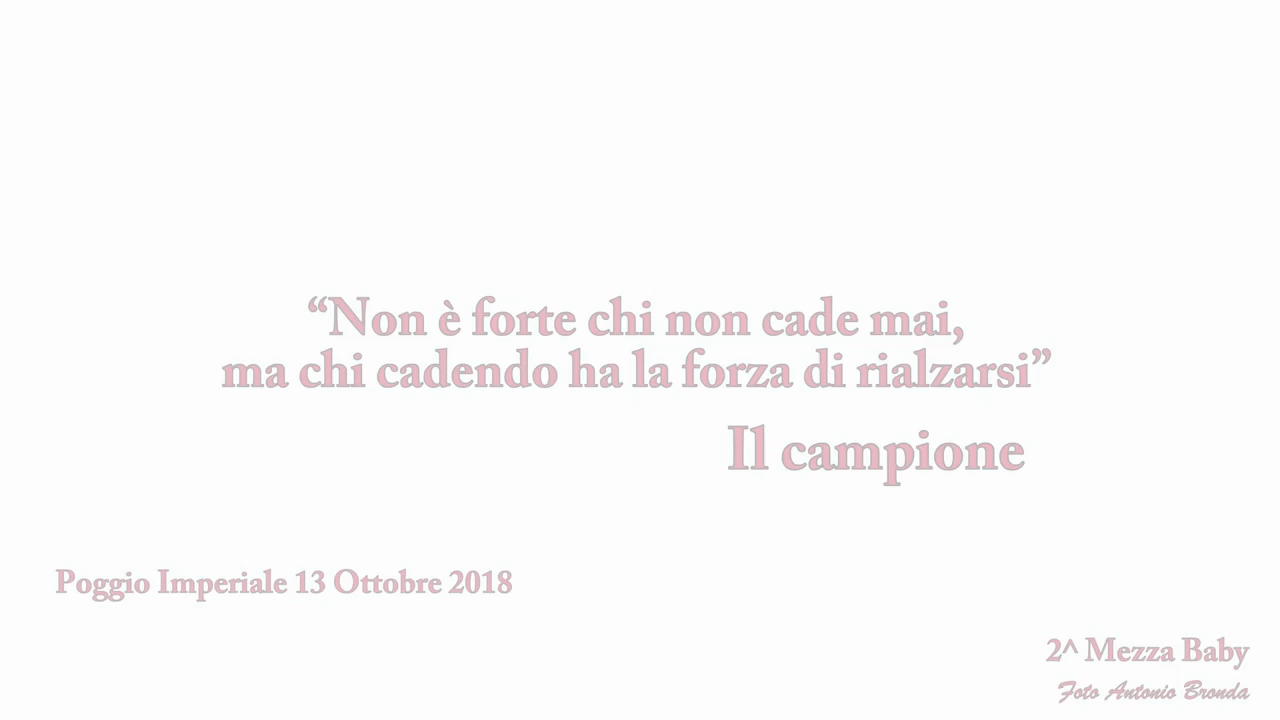 “Non è forte chi non cade mai,
ma chi cadendo ha la forza di rialzarsi”
Il campione
Poggio Imperiale 13 Ottobre 2018
2^ Mezza Baby
Foto Antonio Bronda